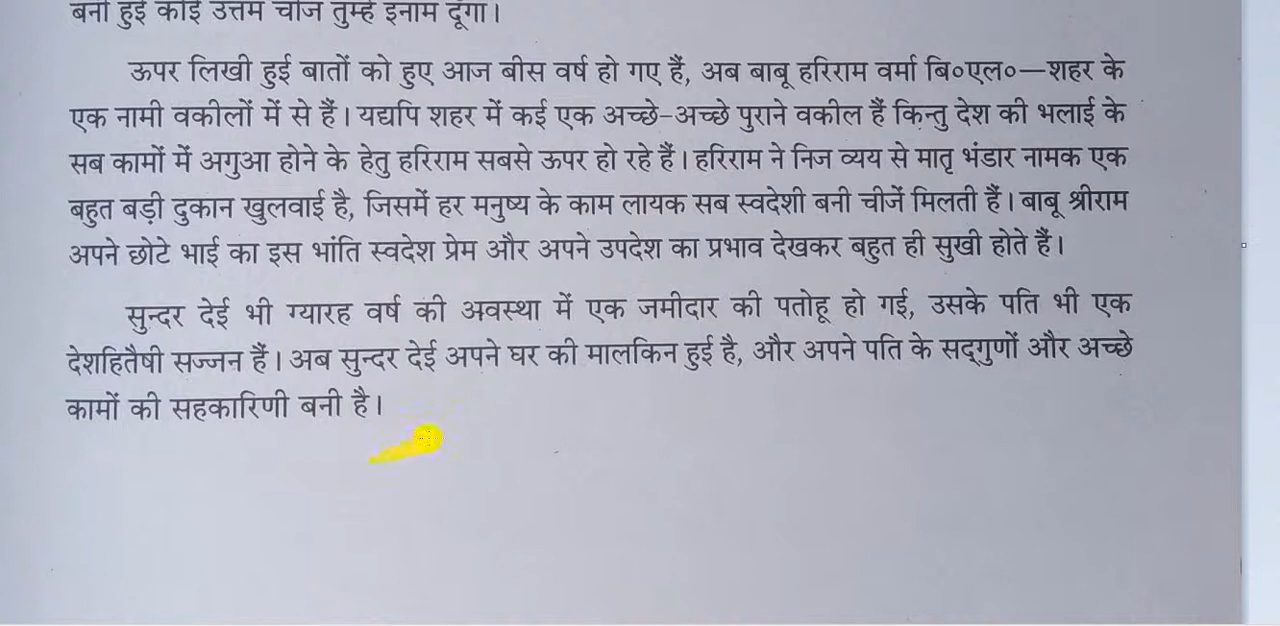 बनी हुई कोई उत्तम चीज तुम्हें इनाम दूंगा।
ऊपर लिखी हुई बातों को हुए आज बीस वर्ष हो गए हैं, अब बाबू हरिराम वर्मा बि०एल०—शहर के
एक नामी वकीलों में से हैं। यद्यपि शहर में कई एक अच्छे-अच्छे पुराने वकील हैं किन्तु देश की भलाई के
सब कामों में अगुआ होने के हेतु हरिराम सबसे ऊपर हो रहे हैं। हरिराम ने निज व्यय से मातृ भंडार नामक एक
बहुत बड़ी दुकान खुलवाई है, जिसमें हर मनुष्य के काम लायक सब स्वदेशी बनी चीजें मिलती हैं। बाबू श्रीराम
अपने छोटे भाई का इस भांति स्वदेश प्रेम और अपने उपदेश का प्रभाव देखकर बहुत ही सुखी होते हैं।
सुन्दर देई भी ग्यारह वर्ष की अवस्था में एक जमीदार की पतोहू हो गई, उसके पति भी एक
देशहितैषी सज्जन हैं। अब सुन्दर देई अपने घर की मालकिन हुई है, और अपने पति के सद्‌गुणों और अच्छे
कामों की सहकारिणी बनी है।